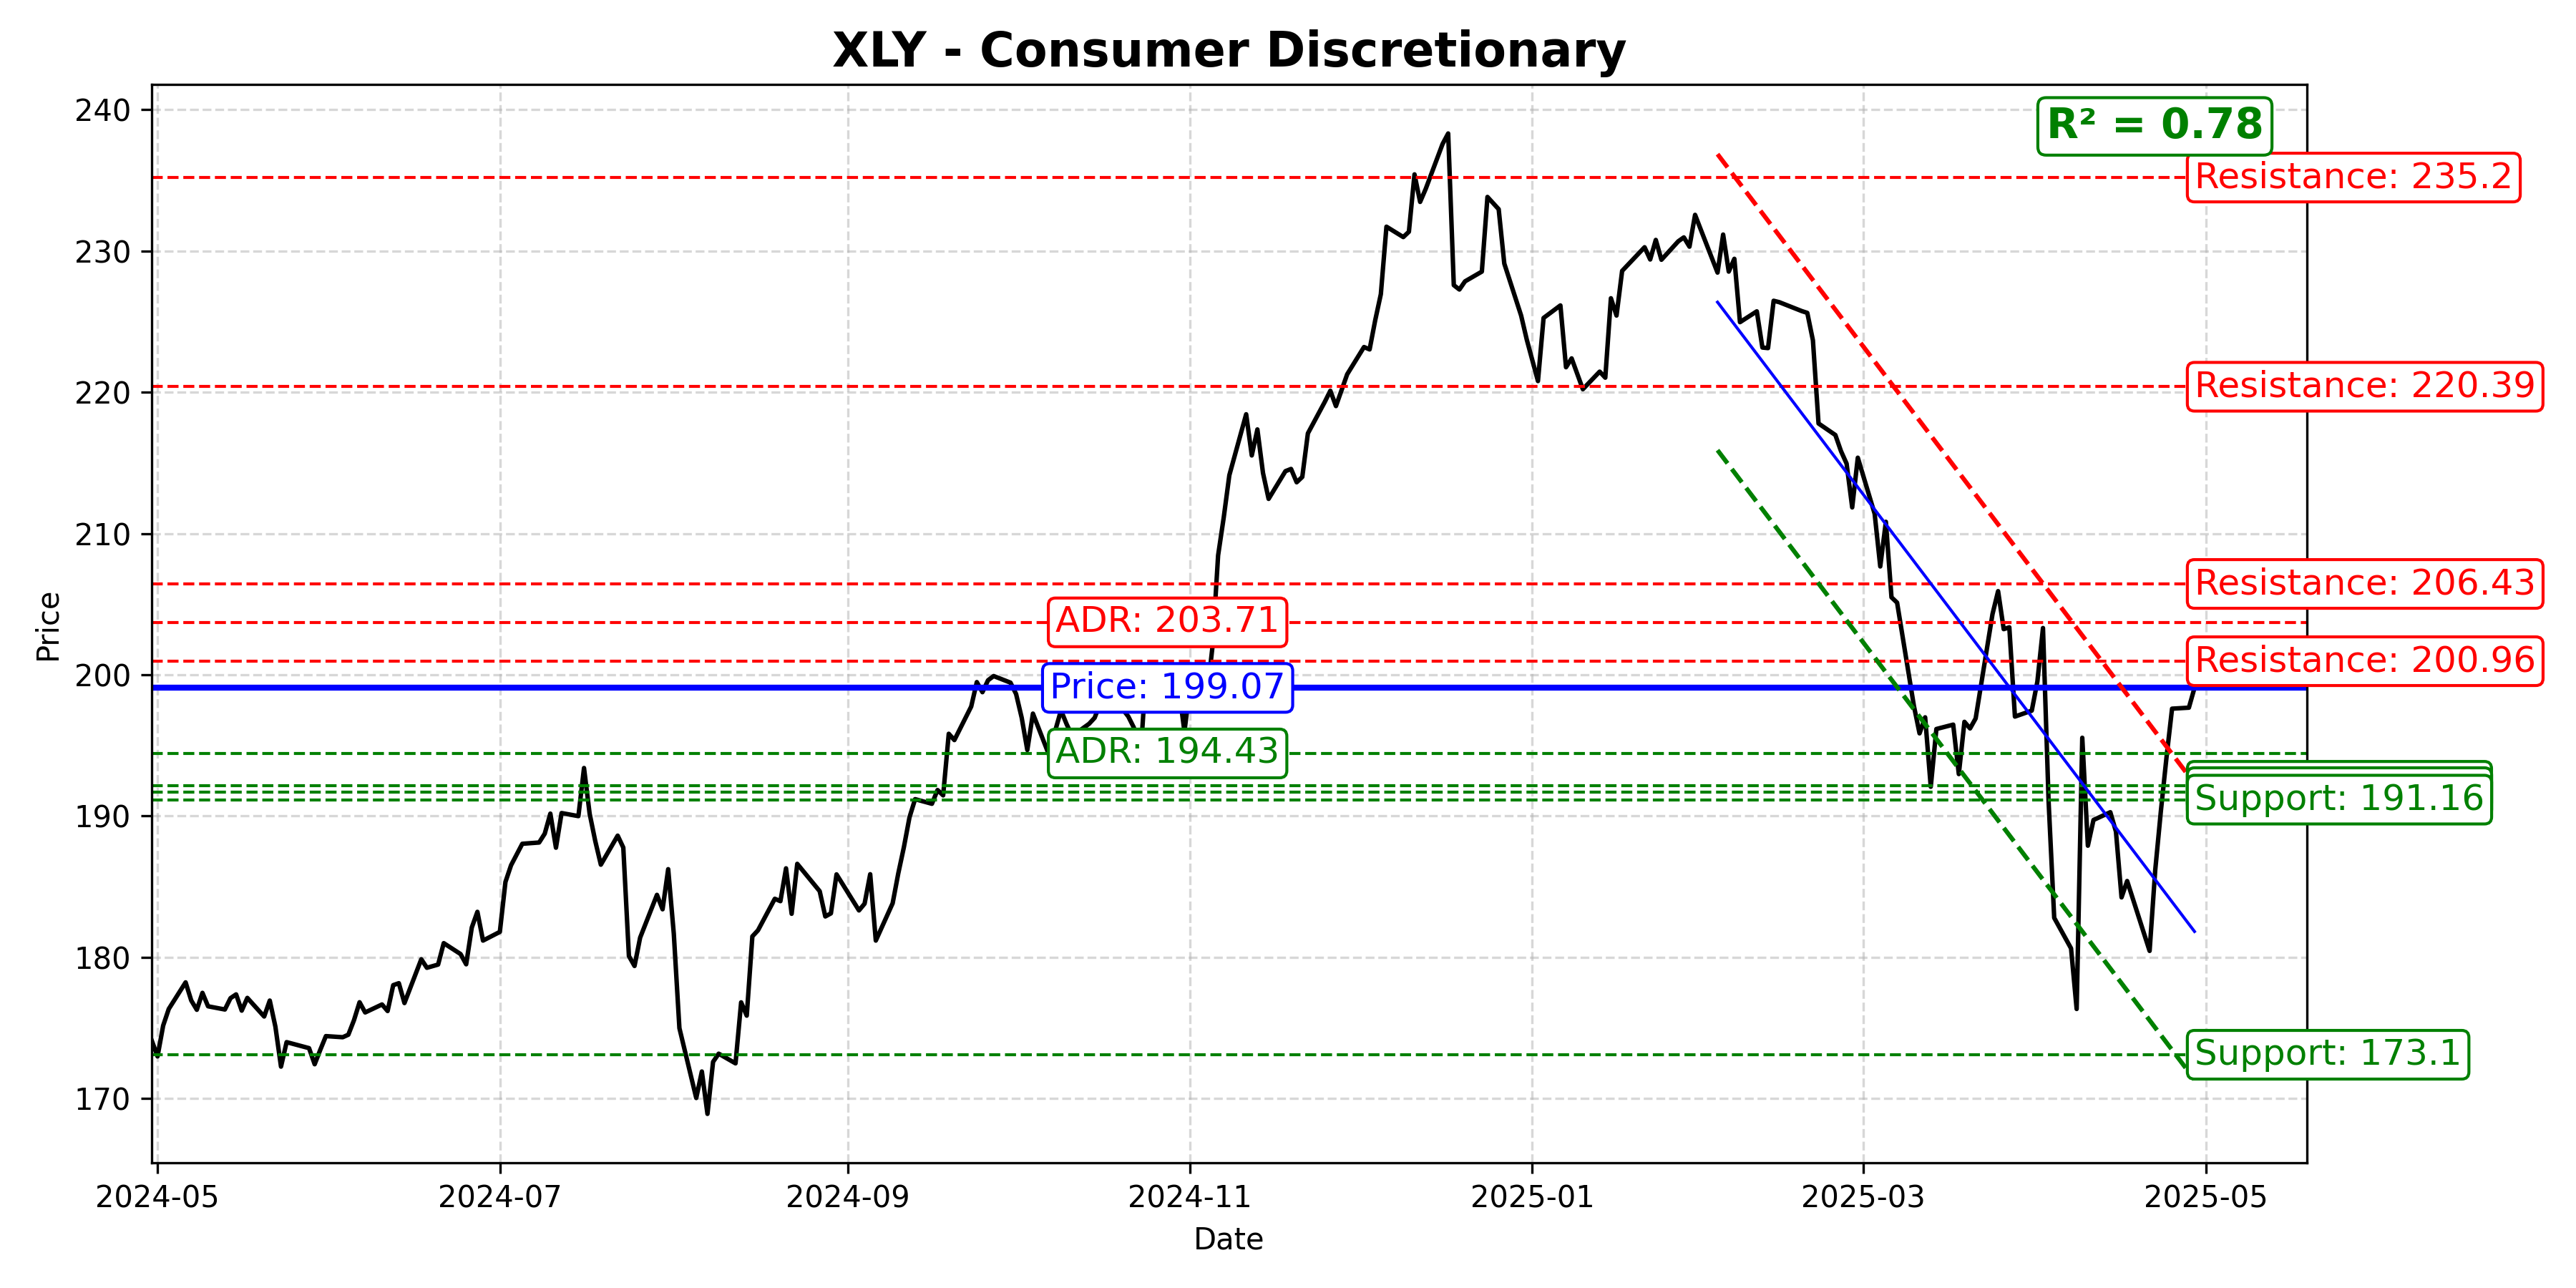 XLY - Consumer Discretionary
R² = 0.78
240
230
220
210
200
190
180
170
Price
Resistance: 235.2
Resistance: 220.39
Resistance: 206.43
ADR: 203.71
Resistance: 200.96
Price: 199.07
ADR: 194.43
Support: 191.16
Support: 173.1
2024-05
2024-07
2024-09
2024-11
2025-01
2025-03
2025-05
Date